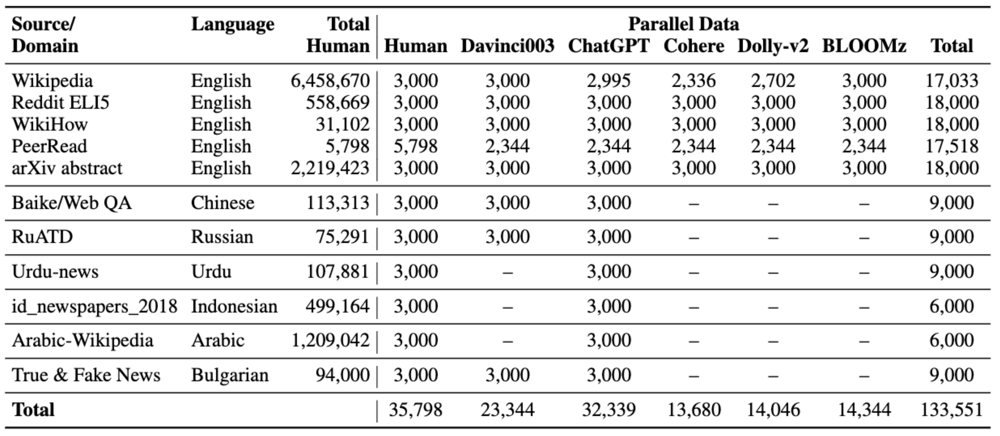 Source/ Language Total Parallel Data
Domain Human Human Davinci003 ChatGPT Cohere Dolly-v2 BLOOMz Total
Wikipedia English 6,458,670 3,000 3,000 2,995 2,336 2,702 3,000 17,033
Reddit ELI5 English 558,669 3,000 3,000 3,000 3,000 3,000 3,000 18,000
WikiHow English 31,102 3,000 3,000 3,000 3,000 3,000 3,000 18,000
PeerRead English 5,798 5,798 2,344 2,344 2,344 2,344 2,344 17,518
arXiv abstract English 2,219,423 3,000 3,000 3,000 3,000 3,000 3,000 18,000
Baike/Web QA Chinese 113,313 3,000 3,000 3,000 – – – 9,000
RuATD Russian 75,291 3,000 3,000 3,000 – – – 9,000
Urdu-news Urdu 107,881 3,000 – 3,000 – – – 9,000
id_newspapers_2018 Indonesian 499,164 3,000 – 3,000 – – – 6,000
Arabic-Wikipedia Arabic 1,209,042 3,000 – 3,000 – – – 6,000
True & Fake News Bulgarian 94,000 3,000 3,000 3,000 – – – 9,000
Total 35,798 23,344 32,339 13,680 14,046 14,344 133,551